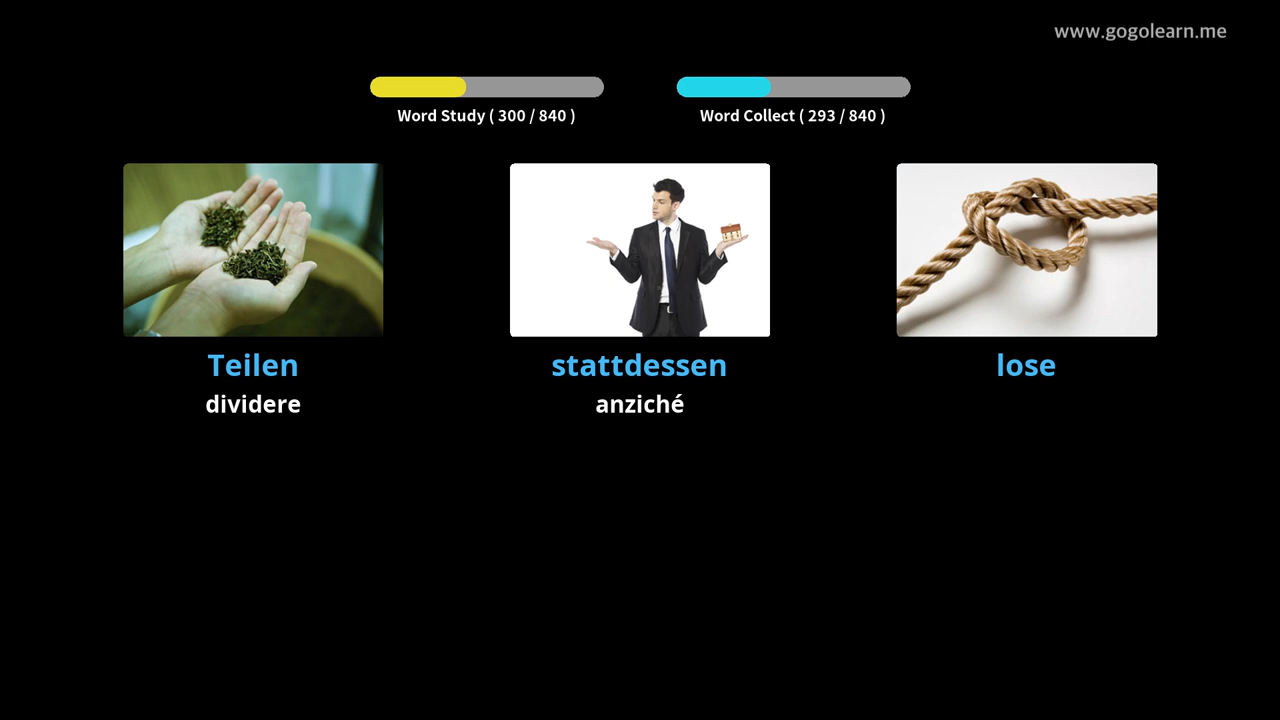 www.gogolearn.me
Word Study ( 300 / 840 )
Word Collect ( 293 / 840 )
Teilen
dividere
stattdessen
anziché
lose